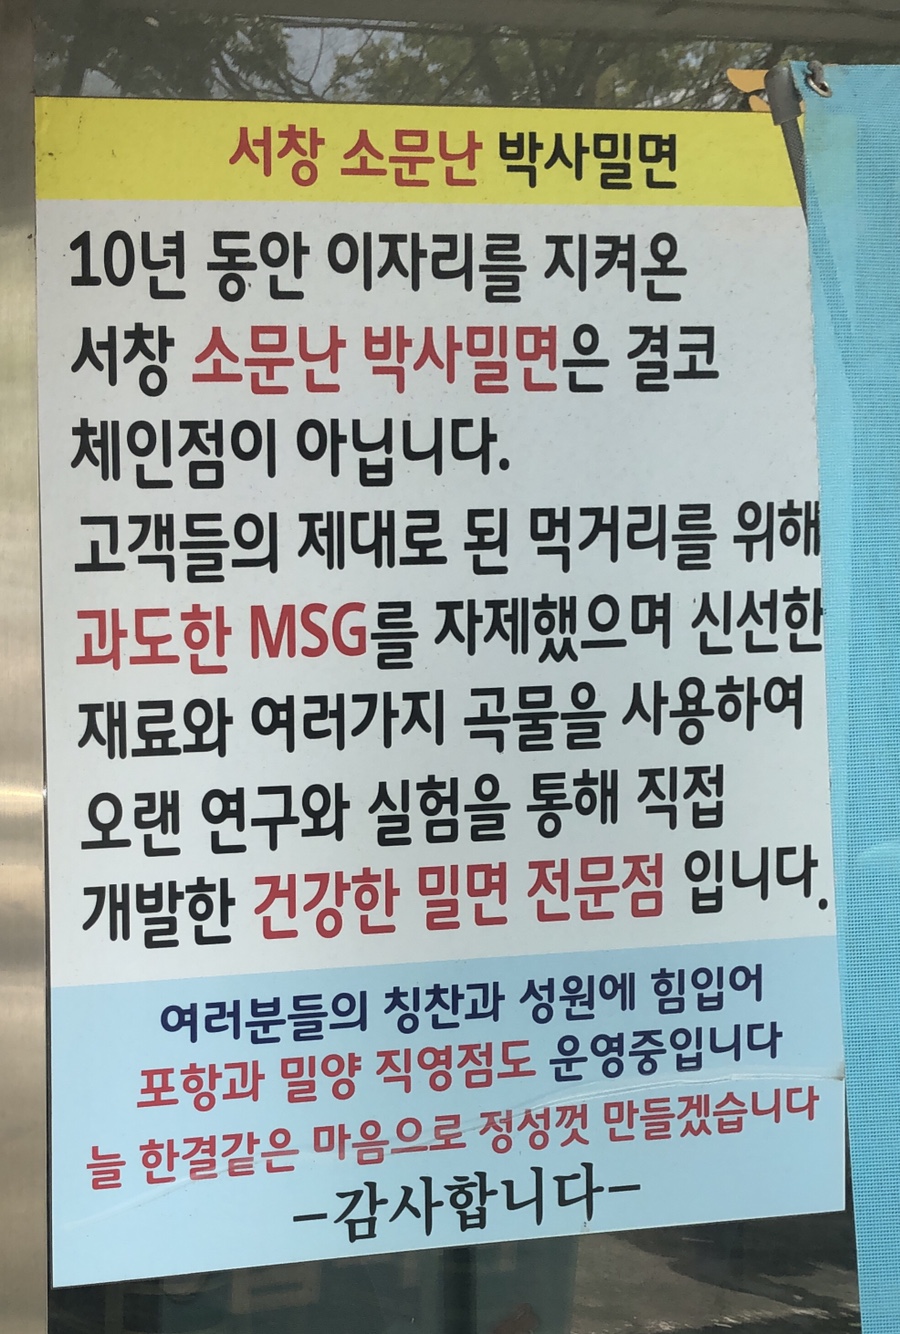 서창 소문난 박사밀면
10년 동안 이자리를 지켜온
서창 소문난 박사밀면은 결코
체인점이 아닙니다.
고객들의 제대로 된 먹거리를 위해
과도한 MSG를 자제했으며 신선한
재료와 여러가지 곡물을 사용하여
오랜 연구와 실험을 통해 직접
개발한 건강한 밀면 전문점 입니다.
여러분들의 칭찬과 성원에 힘입어
포항과 밀양 직영점도 운영중입니다
늘 한결같은 마음으로 정성껏 만들겠습니다
-감사합니다-